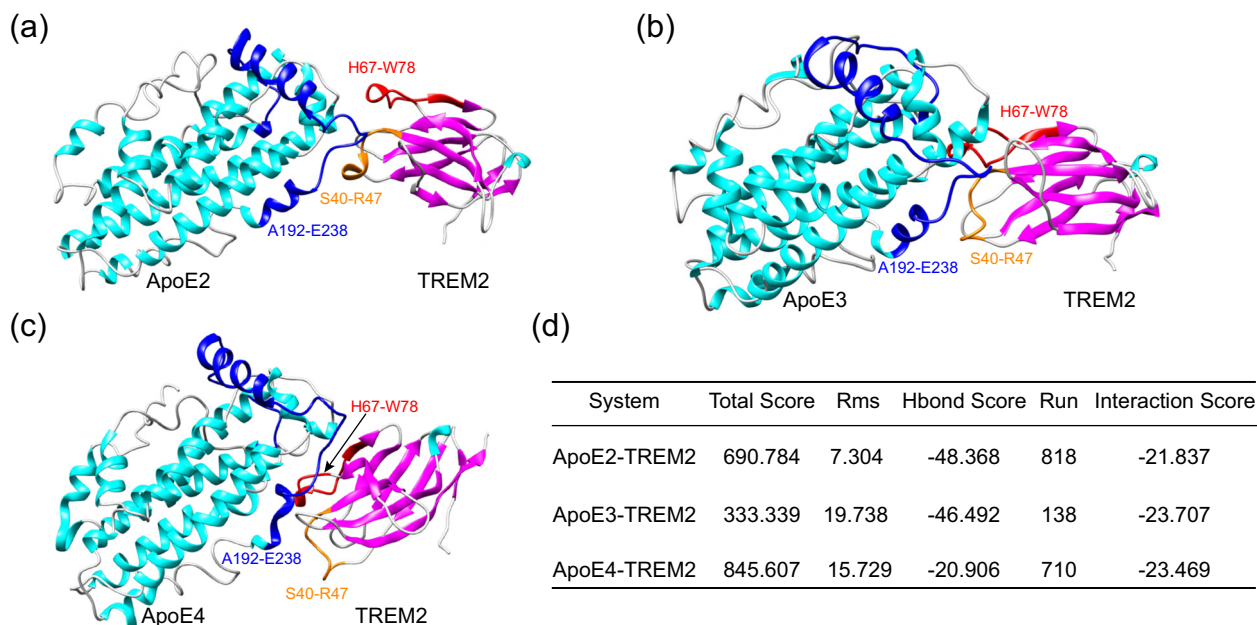 (a)
H67-W78
S40-R47
A192-E238
ApoE2
TREM2
(b)
H67-W78
A192-E238
S40-R47
ApoE3
TREM2
(c)
H67-W78
A192-E238
S40-R47
ApoE4
TREM2
(d)
System Total Score Rms Hbond Score Run Interaction Score
ApoE2-TREM2 690.784 7.304 -48.368 818 -21.837
ApoE3-TREM2 333.339 19.738 -46.492 138 -23.707
ApoE4-TREM2 845.607 15.729 -20.906 710 -23.469